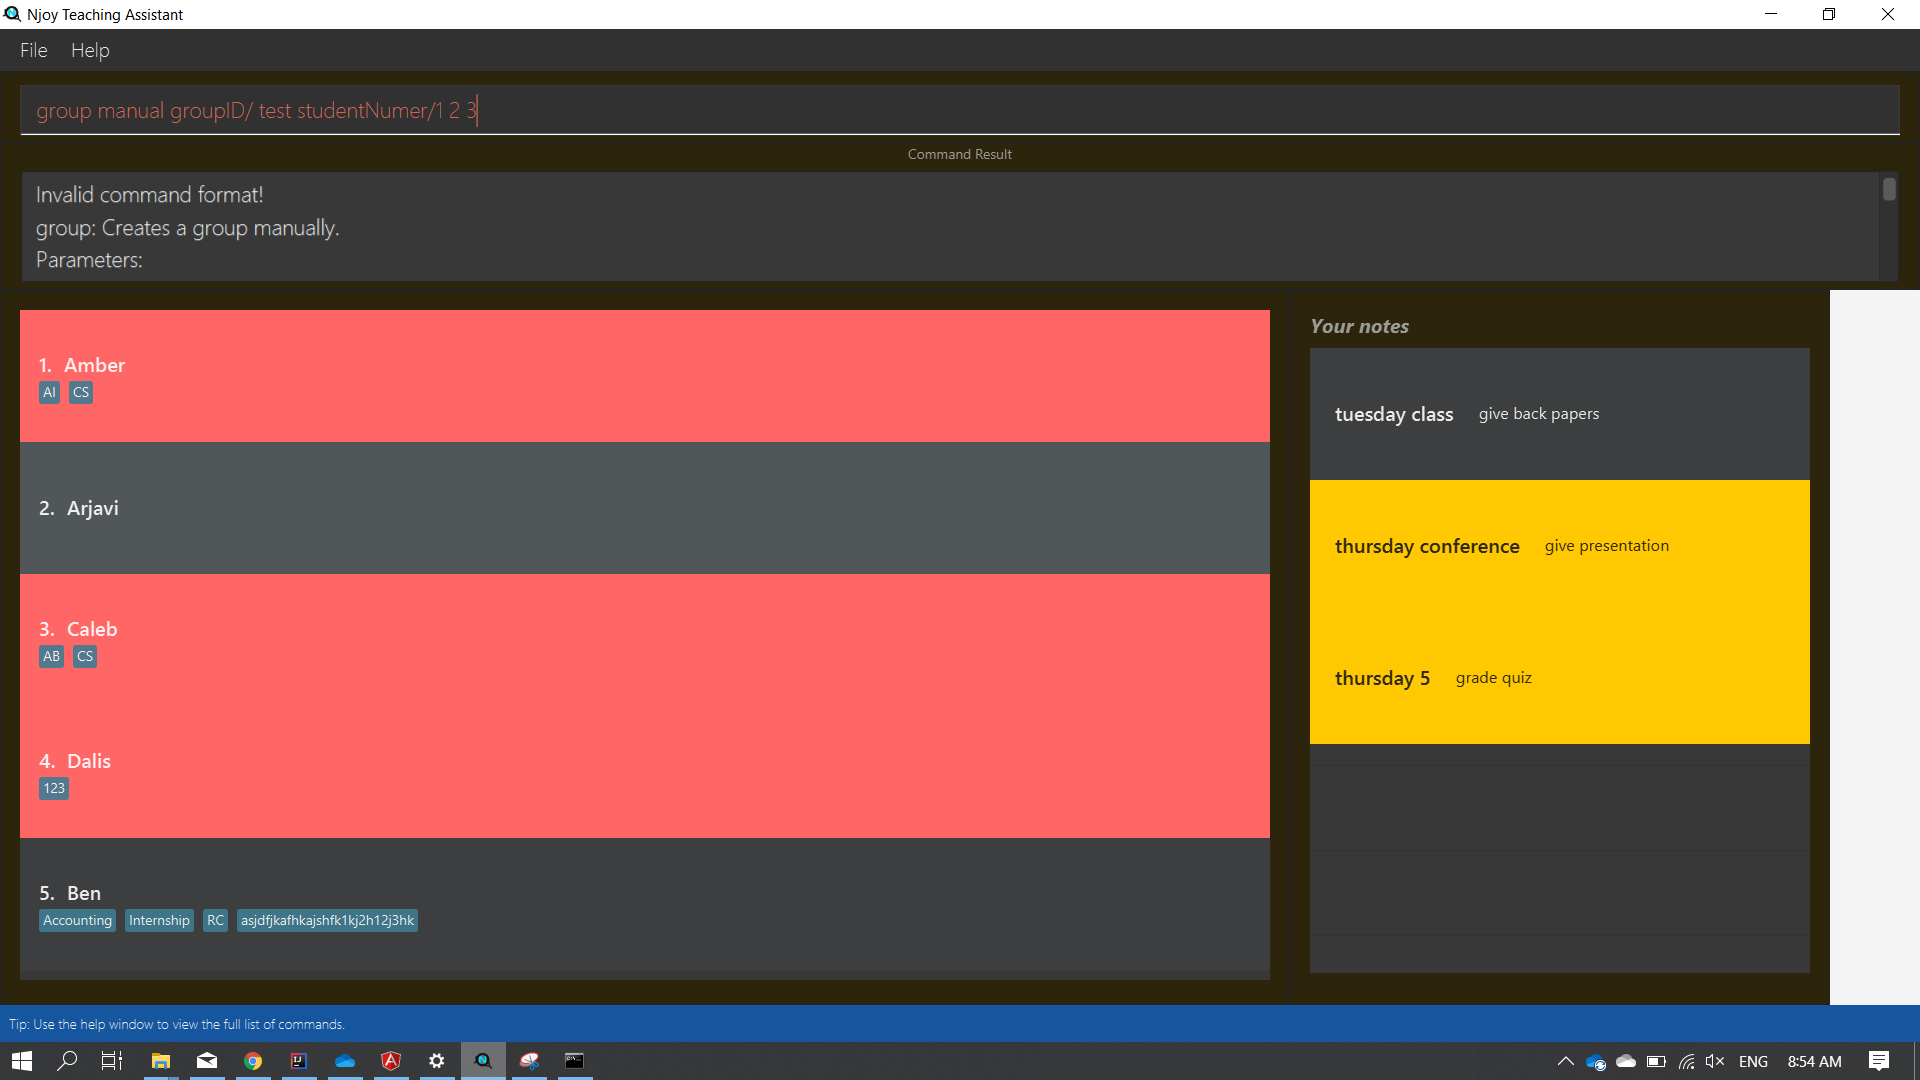 Njoy Teaching Assistant
File Help
group manual groupID/ test studentNumer/1 2 3
Command Result
Invalid command format!
group: Creates a group manually.
Parameters:
1. Amber
AI CS
2. Arjavi
3. Caleb
AB CS
4. Dalis
123
5. Ben
Accounting Internship RC asjdfjkafhkajshfk1kj2h12j3hk
Your notes
tuesday class give back papers
thursday conference give presentation
thursday 5 grade quiz
Tip: Use the help window to view the full list of commands.
ENG 8:54 AM